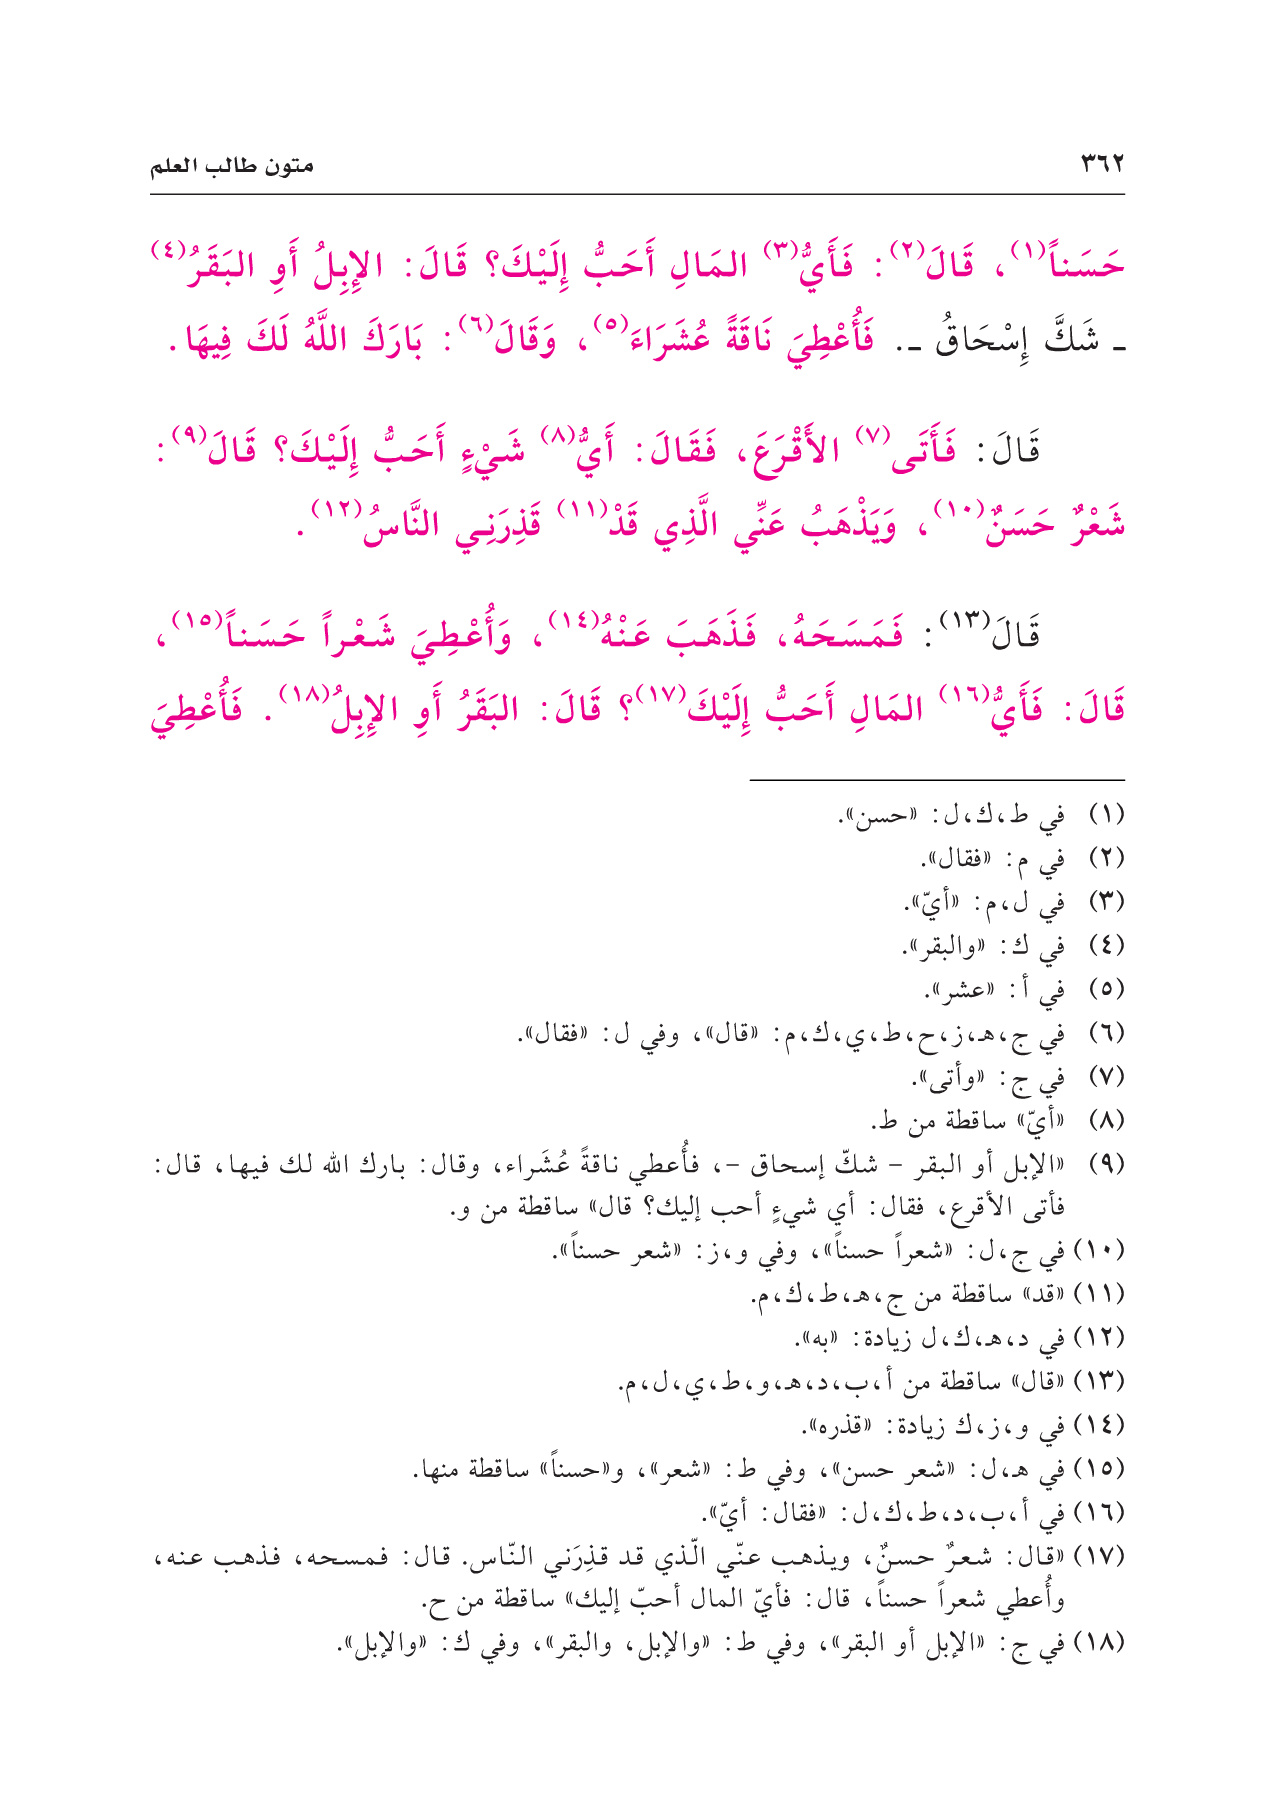 ٣٦٢ متون طالب العلم
حَسَناً(١)، قَالَ(٢): فَأَيُّ(٣) المَالِ أَحَبُّ إِلَيْكَ؟ قَالَ: الإِبِلُ أَوِ البَقَرُ(٤)
ـ شَكَّ إِسْحَاقُ ـ. فَأُعْطِيَ نَاقَةً عُشَرَاءَ(٥)، وَقَالَ(٦): بَارَكَ اللَّهُ لَكَ فِيهَا.
قَالَ: فَأَتَى(٧) الأَقْرَعَ، فَقَالَ: أَيُّ(٨) شَيْءٍ أَحَبُّ إِلَيْكَ؟ قَالَ(٩):
شَعْرٌ حَسَنٌ(١٠)، وَيَذْهَبُ عَنِّي الَّذِي قَدْ(١١) قَذِرَنِي النَّاسُ(١٢).
قَالَ(١٣): فَمَسَحَهُ، فَذَهَبَ عَنْهُ(١٤)، وَأُعْطِيَ شَعْراً حَسَناً(١٥)،
قَالَ: فَأَيُّ(١٦) المَالِ أَحَبُّ إِلَيْكَ(١٧)؟ قَالَ: البَقَرُ أَوِ الإِبِلُ(١٨). فَأُعْطِيَ
(١) في ط، ك، ل: «حسن».
(٢) في م: «فقال».
(٣) في ل، م: «أيّ».
(٤) في ك: «والبقر».
(٥) في أ: «عشر».
(٦) في ج، هـ، ز، ح، ط، ي، ك، م: «قال»، وفي ل: «فقال».
(٧) في ج: «وأتى».
(٨) «أيّ» ساقطة من ط.
(٩) «الإبل أو البقر – شكّ إسحاق –، فأُعطي ناقةً عُشَراء، وقال: بارك الله لك فيها، قال:
فأتى الأقرع، فقال: أي شيءٍ أحب إليك؟ قال» ساقطة من و.
(١٠) في ج، ل: «شعراً حسناً»، وفي و، ز: «شعر حسناً».
(١١) «قد» ساقطة من ج، هـ، ط، ك، م.
(١٢) في د، هـ، ك، ل زيادة: «به».
(١٣) «قال» ساقطة من أ، ب، د، هـ، و، ط، ي، ل، م.
(١٤) في و، ز، ك زيادة: «قذره».
(١٥) في هـ، ل: «شعر حسن»، وفي ط: «شعر»، و«حسناً» ساقطة منها.
(١٦) في أ، ب، د، ط، ك، ل: «فقال: أيّ».
(١٧) «قال: شعرٌ حسنٌ، ويذهب عنّي الّذي قد قذِرَني النّاس. قال: فمسحه، فذهب عنه،
وأُعطي شعراً حسناً، قال: فأيّ المال أحبّ إليك» ساقطة من ح.
(١٨) في ج: «الإبل أو البقر»، وفي ط: «والإبل، والبقر»، وفي ك: «والإبل».